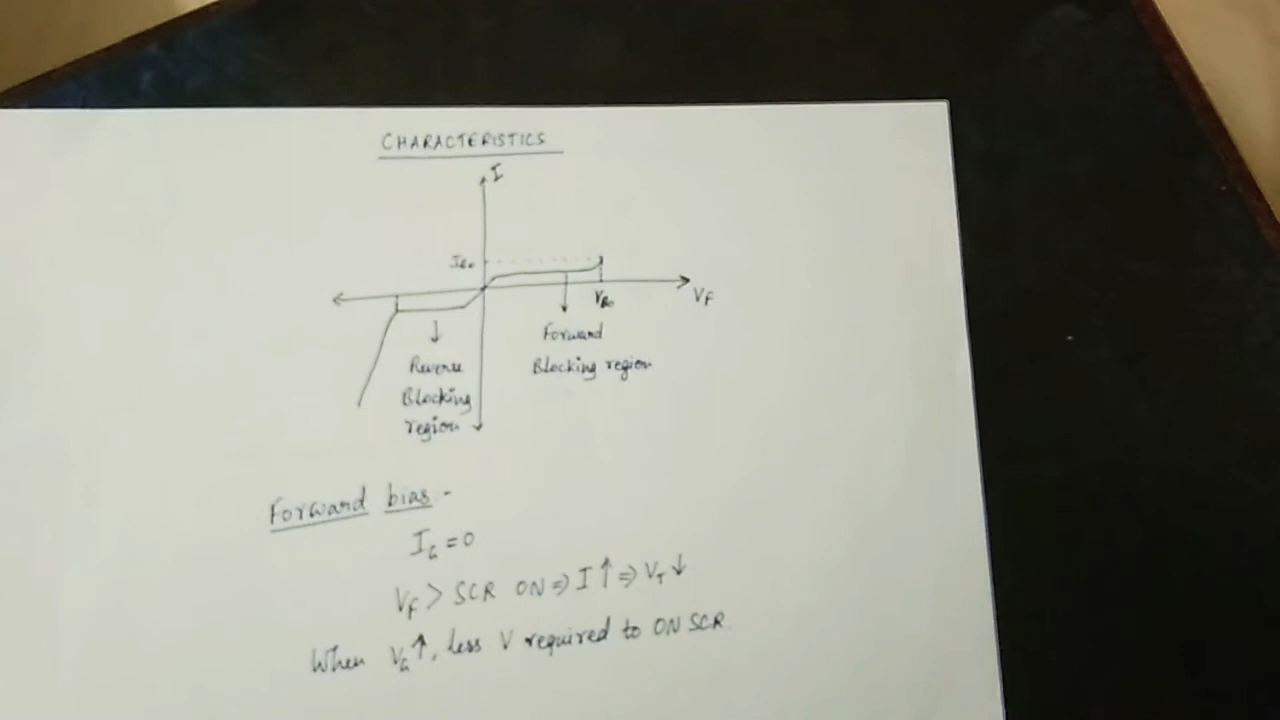 CHARACTERISTICS
I
IBo
VBo
VF
Forward
Blocking region
Reverse
Blocking
region
Forward bias -
IG = 0
VF > SCR ON ⇒ I ↑ ⇒ VT ↓
When VG ↑, less V required to ON SCR.